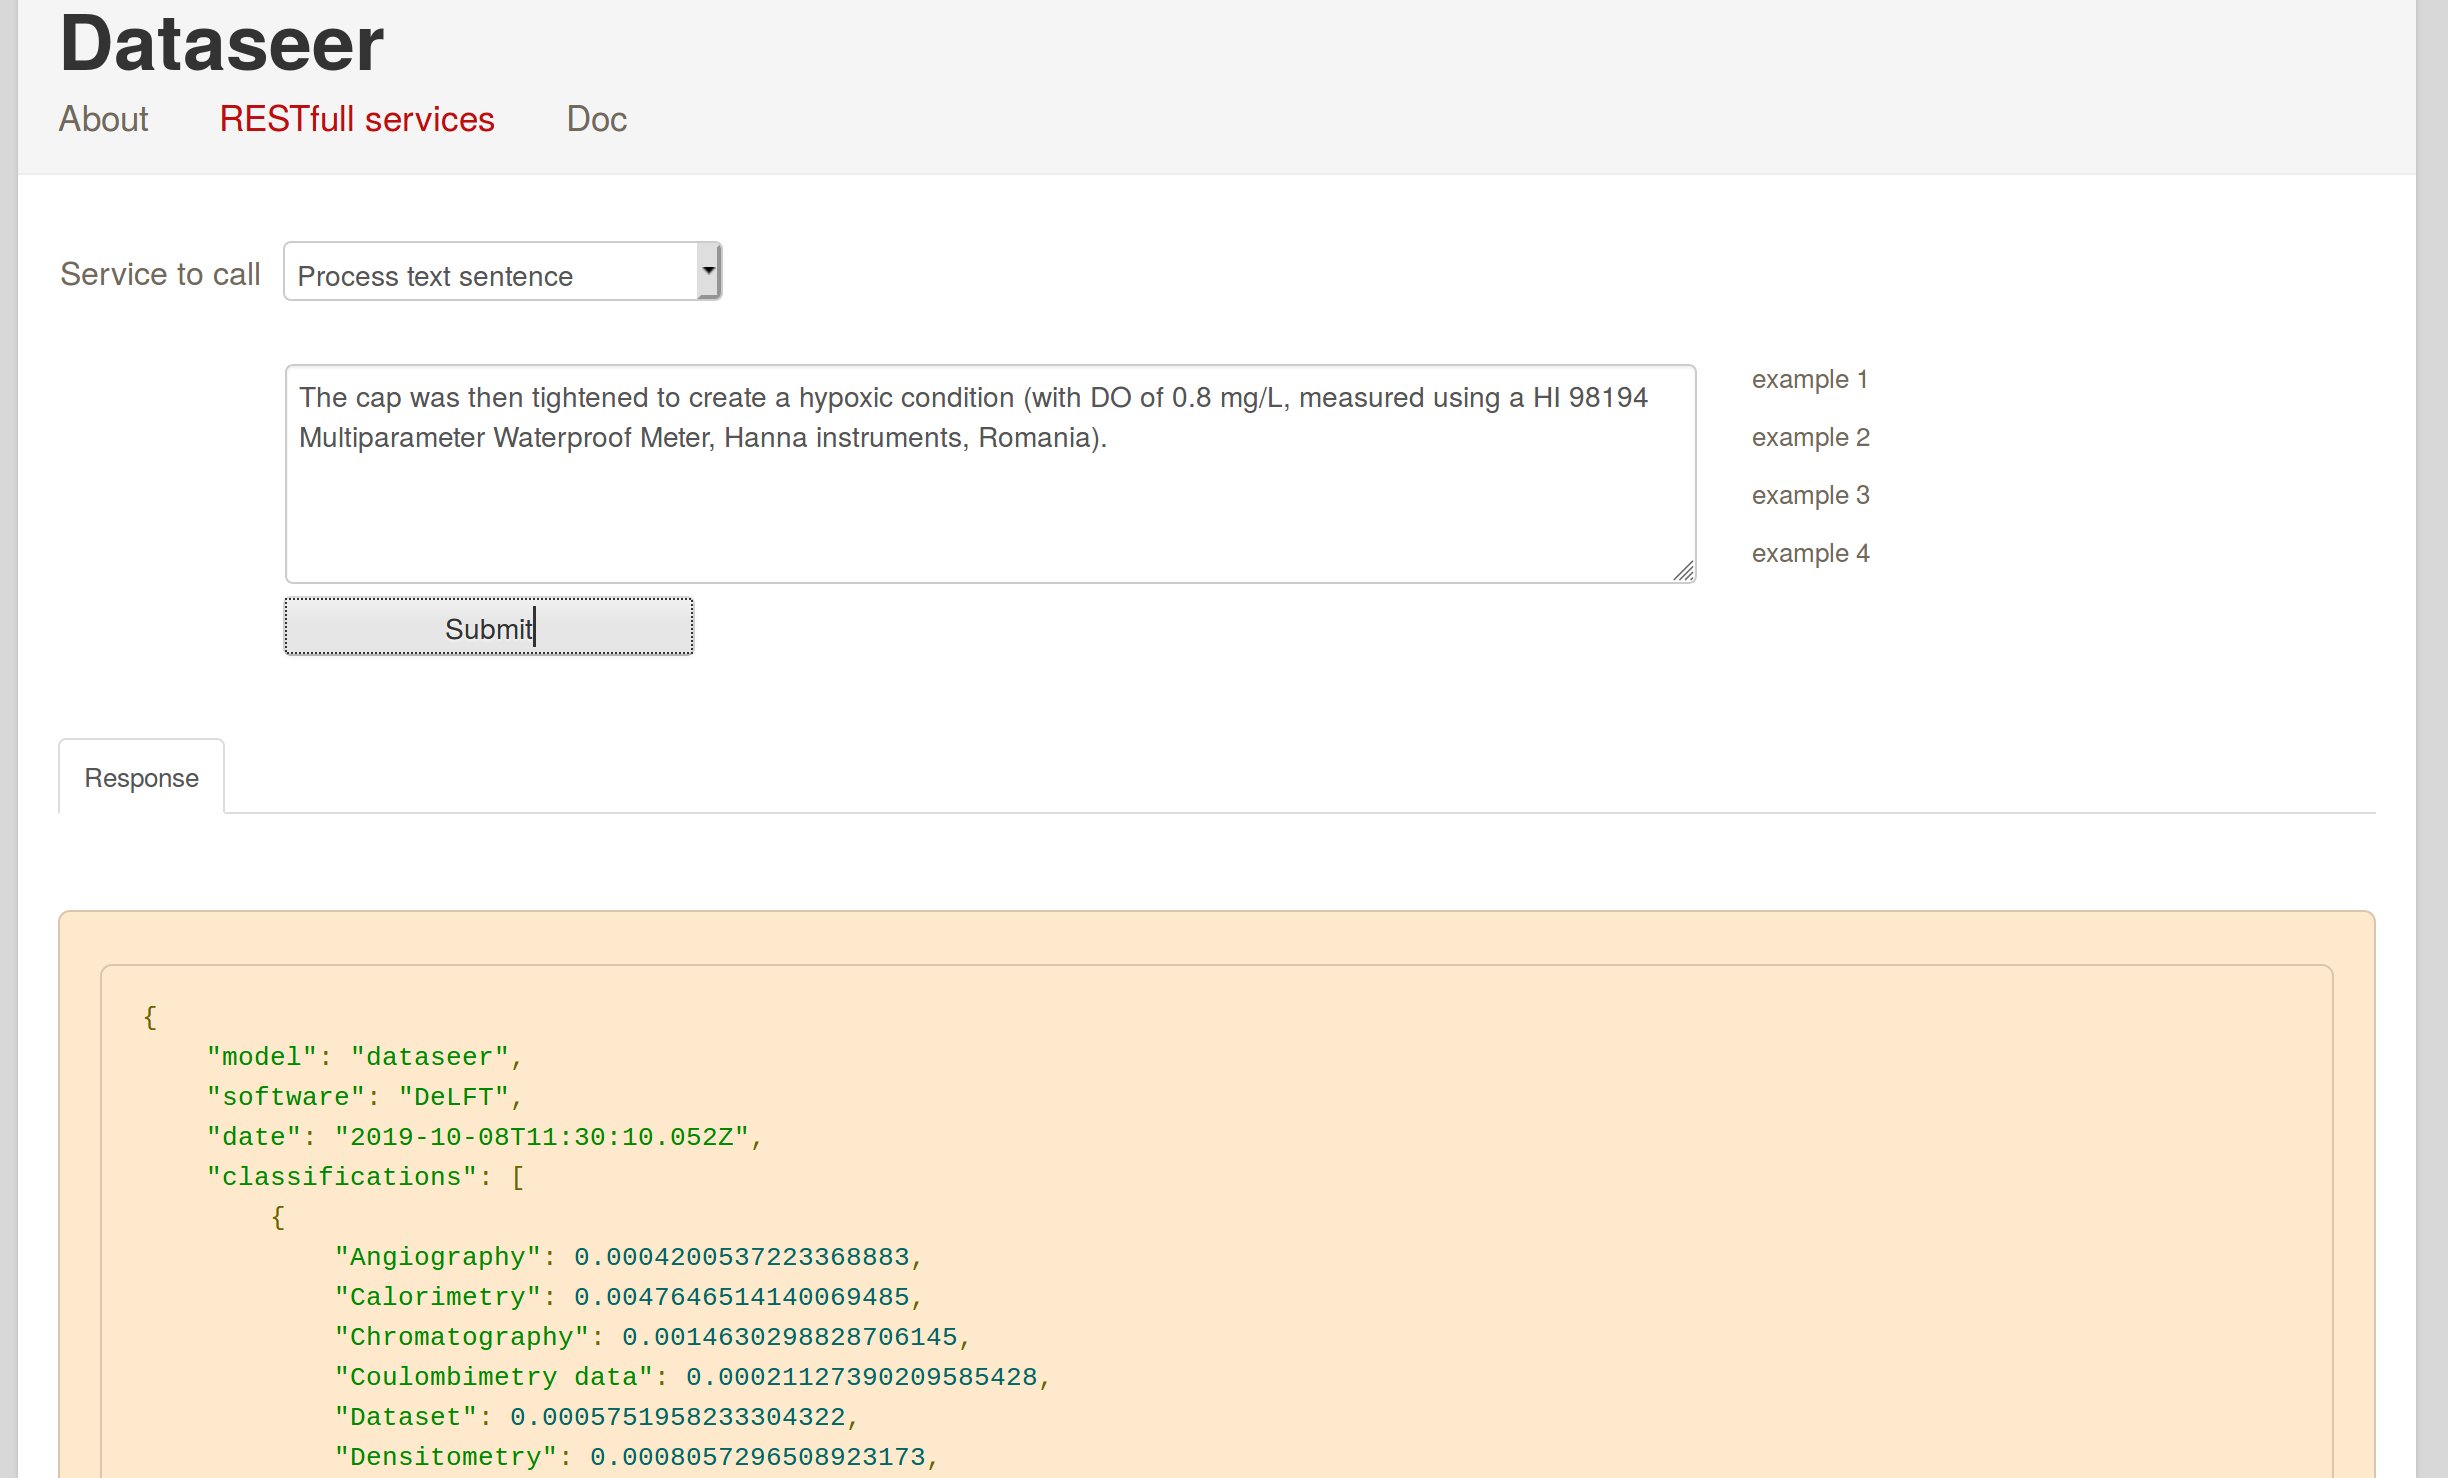 Dataseer
About RESTfull services Doc
Service to call Process text sentence
The cap was then tightened to create a hypoxic condition (with DO of 0.8 mg/L, measured using a HI 98194
Multiparameter Waterproof Meter, Hanna instruments, Romania).
example 1
example 2
example 3
example 4
Submit
Response
{
"model": "dataseer",
"software": "DeLFT",
"date": "2019-10-08T11:30:10.052Z",
"classifications": [
{
"Angiography": 0.0004200537223368883,
"Calorimetry": 0.0047646514140069485,
"Chromatography": 0.0014630298828706145,
"Coulombimetry data": 0.00021127390209585428,
"Dataset": 0.0005751958233304322,
"Densitometry": 0.0008057296508923173,